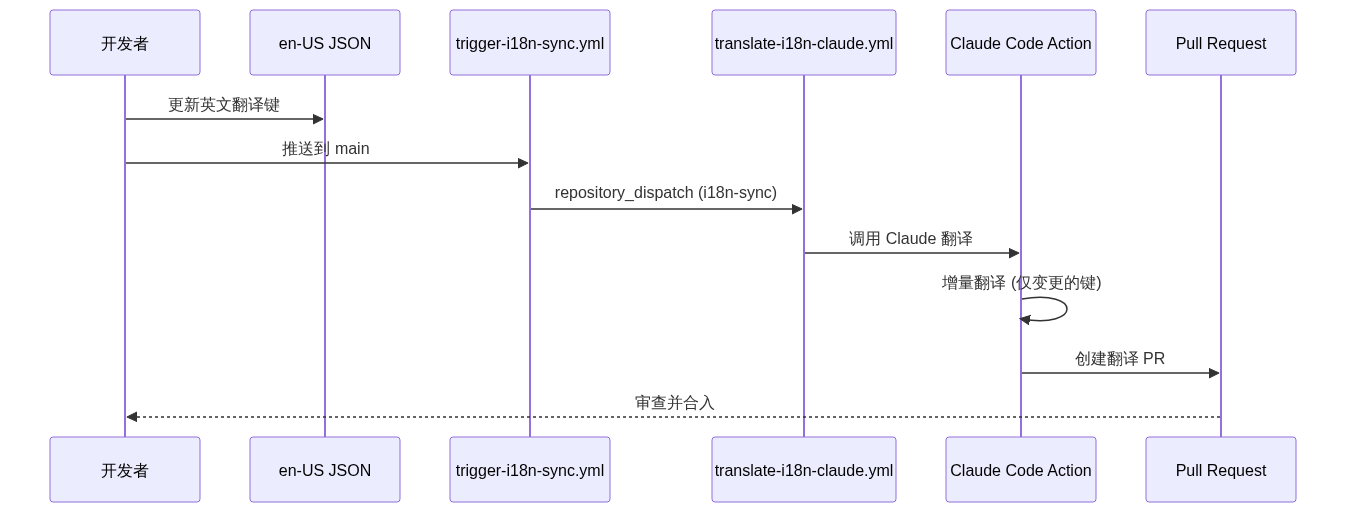 开发者
en-US JSON
trigger-i18n-sync.yml
translate-i18n-claude.yml
Claude Code Action
Pull Request
更新英文翻译键
推送到 main
repository_dispatch (i18n-sync)
调用 Claude 翻译
增量翻译 (仅变更的键)
创建翻译 PR
审查并合入
开发者
en-US JSON
trigger-i18n-sync.yml
translate-i18n-claude.yml
Claude Code Action
Pull Request